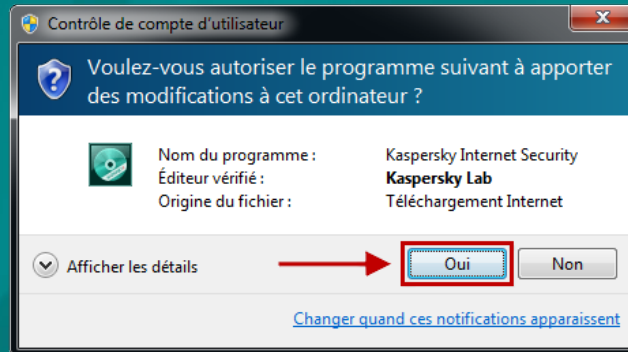 Contrôle de compte d'utilisateur
Voulez-vous autoriser le programme suivant à apporter
des modifications à cet ordinateur ?
Nom du programme : Kaspersky Internet Security
Éditeur vérifié : Kaspersky Lab
Origine du fichier : Téléchargement Internet
Afficher les détails Oui Non
Changer quand ces notifications apparaissent